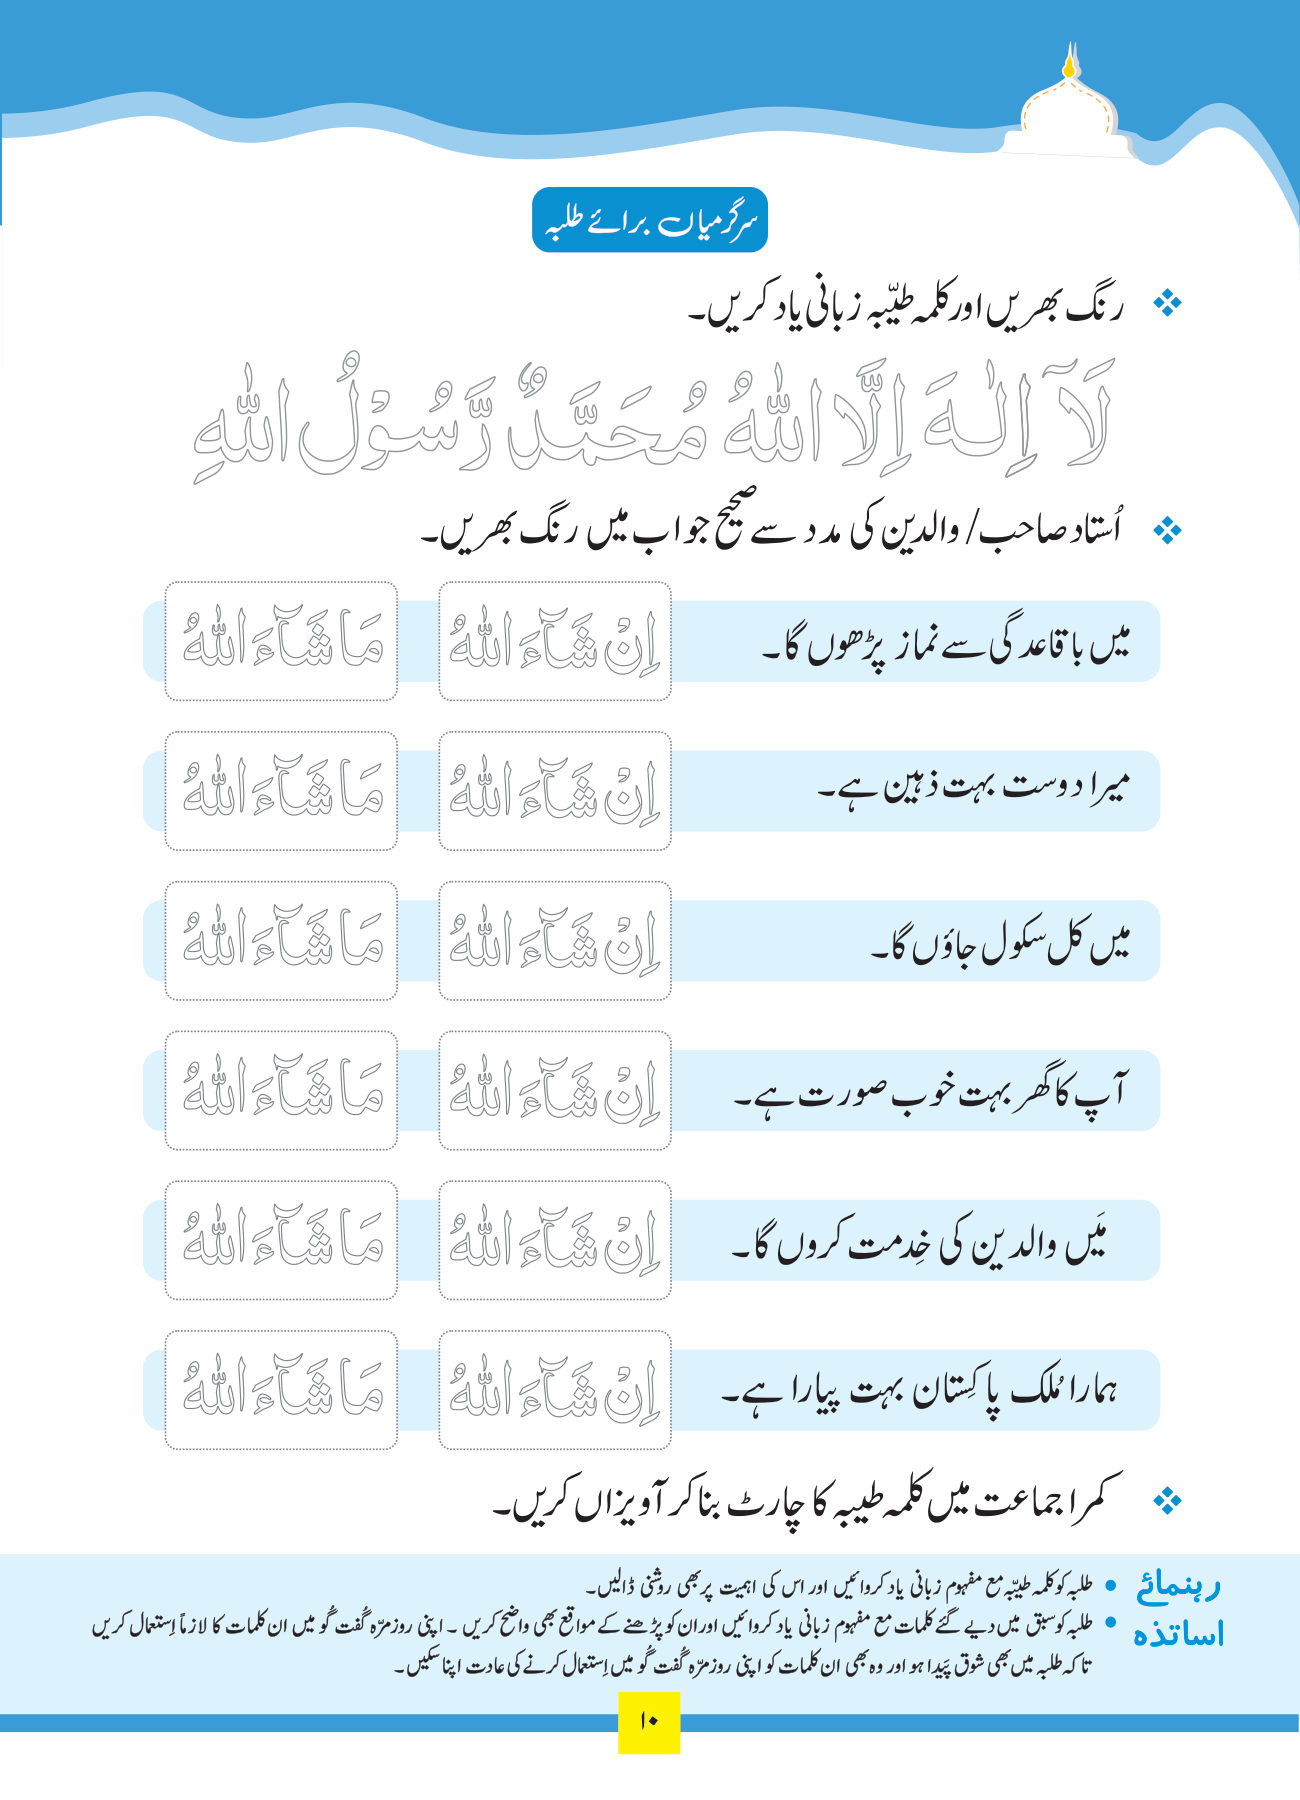 سرگرمیاں برائے طلبہ
رنگ بھریں اور کلمہ طیّبہ زبانی یاد کریں۔
لَآ اِلٰہَ اِلَّا اللّٰہُ مُحَمَّدٌ رَّسُوْلُ اللّٰہِ
اُستاد صاحب/ والدین کی مدد سے صحیح جواب میں رنگ بھریں۔
میں باقاعدگی سے نماز پڑھوں گا۔ اِنْ شَآءَ اللّٰہُ مَا شَآءَ اللّٰہُ
میرا دوست بہت ذہین ہے۔ اِنْ شَآءَ اللّٰہُ مَا شَآءَ اللّٰہُ
میں کل سکول جاؤں گا۔ اِنْ شَآءَ اللّٰہُ مَا شَآءَ اللّٰہُ
آپ کا گھر بہت خوب صورت ہے۔ اِنْ شَآءَ اللّٰہُ مَا شَآءَ اللّٰہُ
مَیں والدین کی خِدمت کروں گا۔ اِنْ شَآءَ اللّٰہُ مَا شَآءَ اللّٰہُ
ہمارا مُلک پاکِستان بہت پیارا ہے۔ اِنْ شَآءَ اللّٰہُ مَا شَآءَ اللّٰہُ
کمرا جماعت میں کلمہ طیبہ کا چارٹ بنا کر آویزاں کریں۔
رہنمائے اساتذہ
• طلبہ کو کلمہ طیّبہ مع مفہوم زبانی یاد کروائیں اور اس کی اہمیت پر بھی روشنی ڈالیں۔
• طلبہ کو سبق میں دیے گئے کلمات مع مفہوم زبانی یاد کروائیں اور ان کو پڑھنے کے مواقع بھی واضح کریں ۔ اپنی روزمرّہ گُفت گُو میں ان کلمات کا لازماً اِستعمال کریں
تاکہ طلبہ میں بھی شوق پَیدا ہو اور وہ بھی ان کلمات کو اپنی روزمرّہ گُفت گُو میں اِستعمال کرنے کی عادت اپنا سکیں۔
۱۰